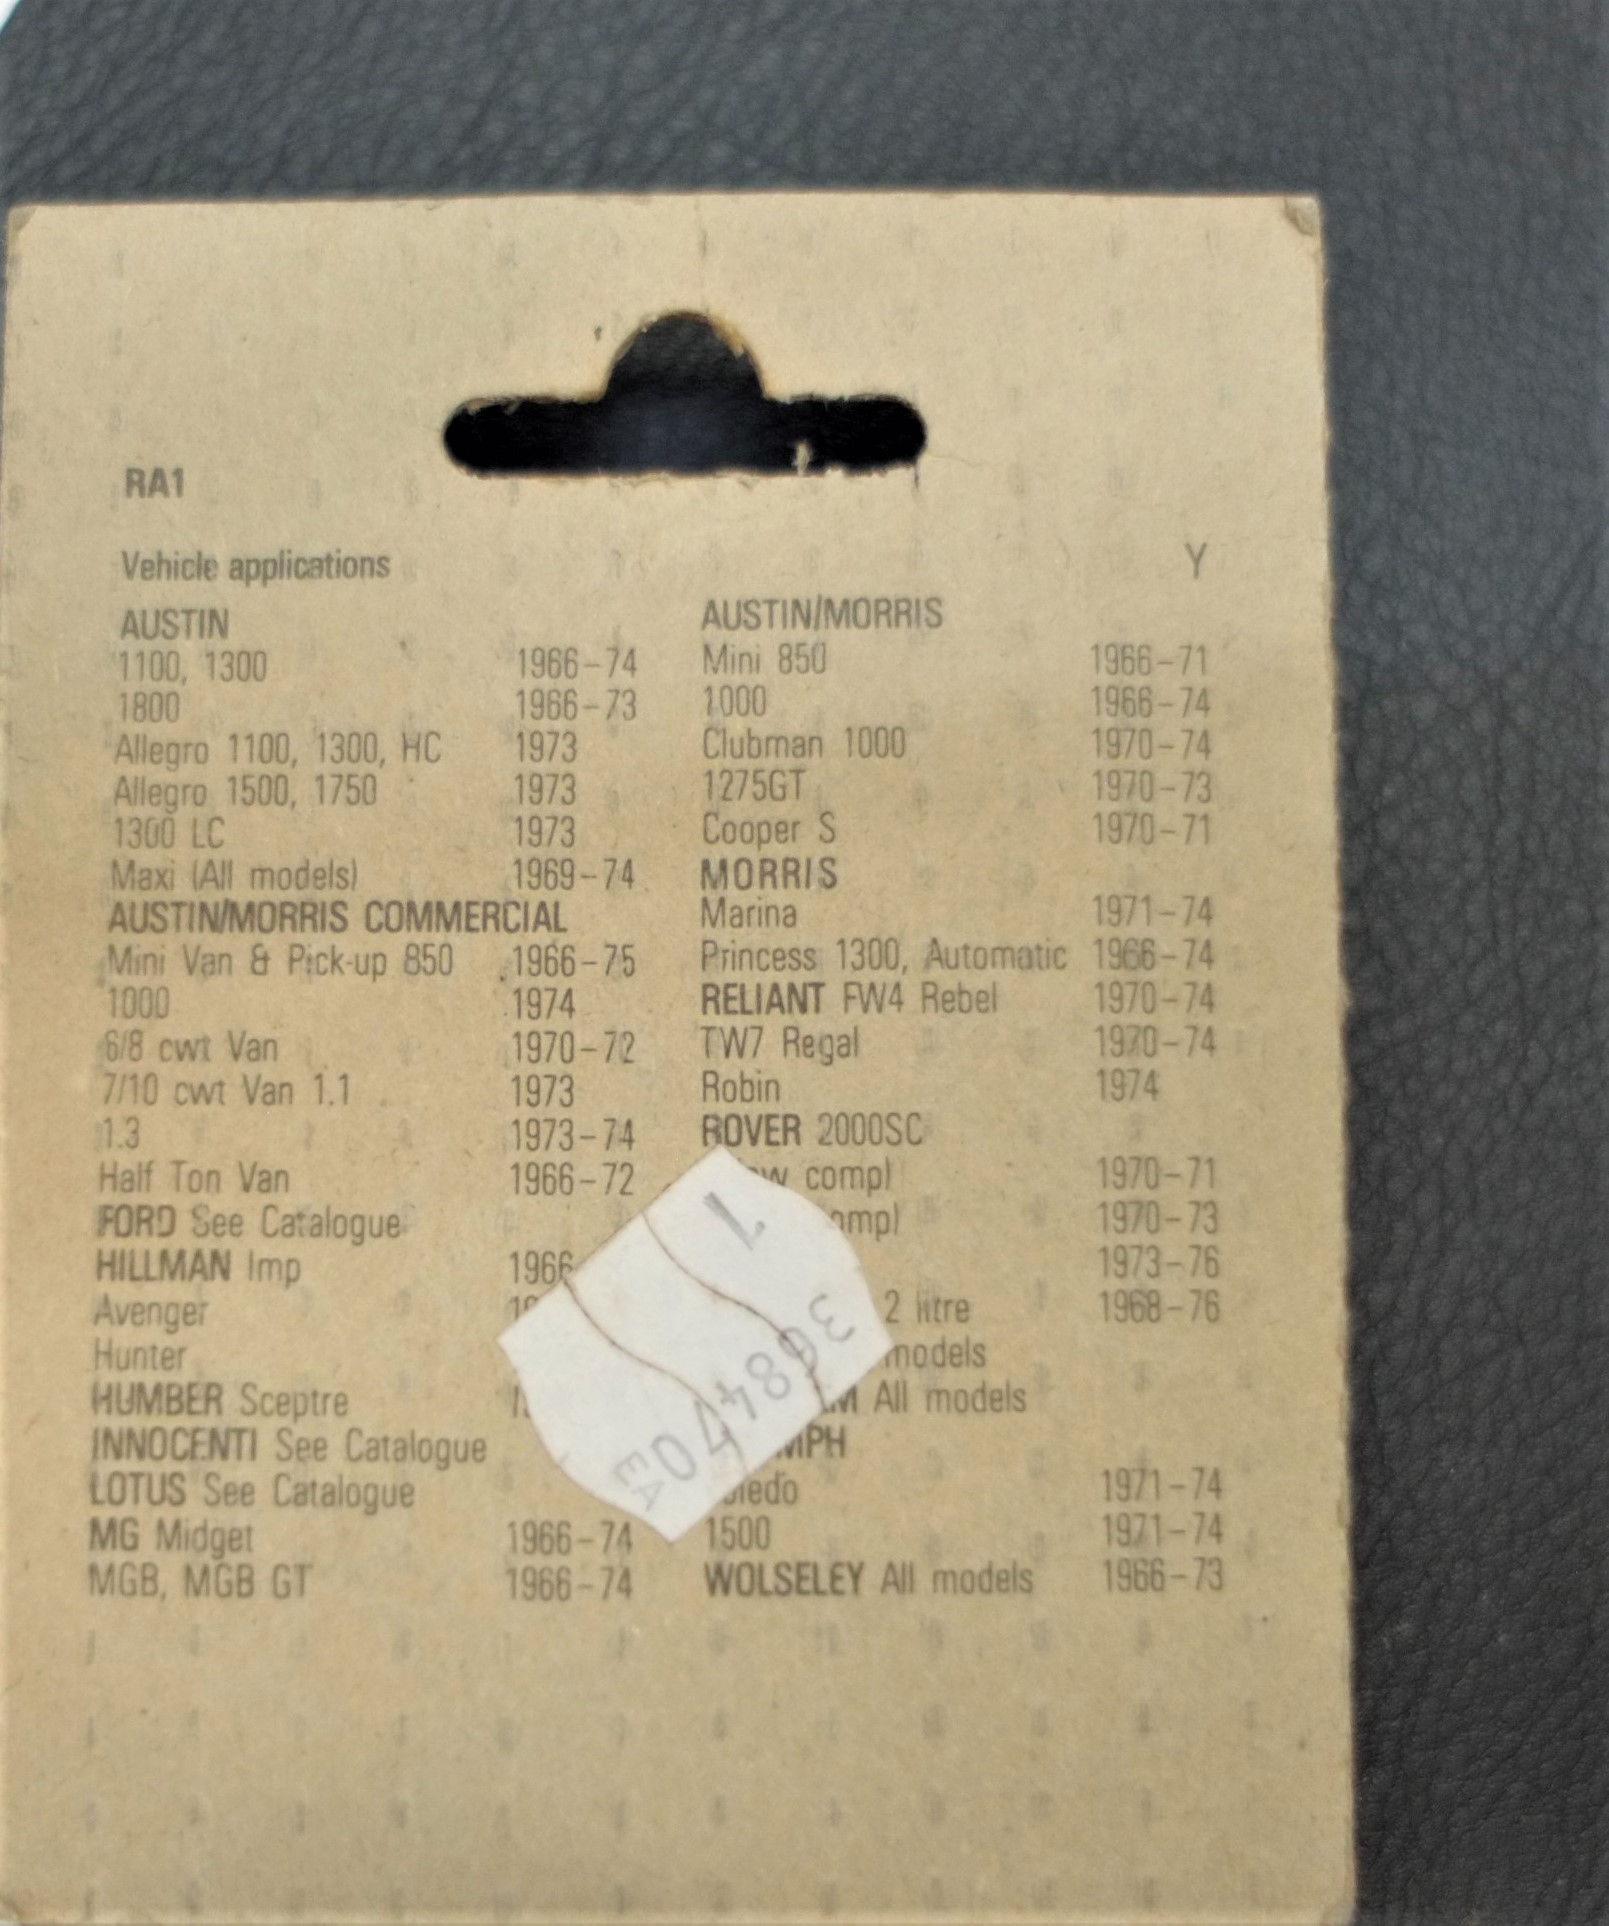 RA1
Vehicle applications Y
AUSTIN
1100, 1300 1966-74
1800 1966-73
Allegro 1100, 1300, HC 1973
Allegro 1500, 1750 1973
1300 LC 1973
Maxi (All models) 1969-74
AUSTIN/MORRIS COMMERCIAL
Mini Van & Pick-up 850 1966-75
1000 1974
6/8 cwt Van 1970-72
7/10 cwt Van 1.1 1973
1.3 1973-74
Half Ton Van 1966-72
FORD See Catalogue
HILLMAN Imp 1966
Avenger
Hunter
HUMBER Sceptre
INNOCENTI See Catalogue
LOTUS See Catalogue
MG Midget 1966-74
MGB, MGB GT 1966-74
AUSTIN/MORRIS
Mini 850 1966-71
1000 1966-74
Clubman 1000 1970-74
1275GT 1970-73
Cooper S 1970-71
MORRIS
Marina 1971-74
Princess 1300, Automatic 1966-74
RELIANT FW4 Rebel 1970-74
TW7 Regal 1970-74
Robin 1974
ROVER 2000SC
compl) 1970-71
1970-73
1973-76
2 litre 1968-76
models
All models
1971-74
1500 1971-74
WOLSELEY All models 1966-73
1
368470
EA